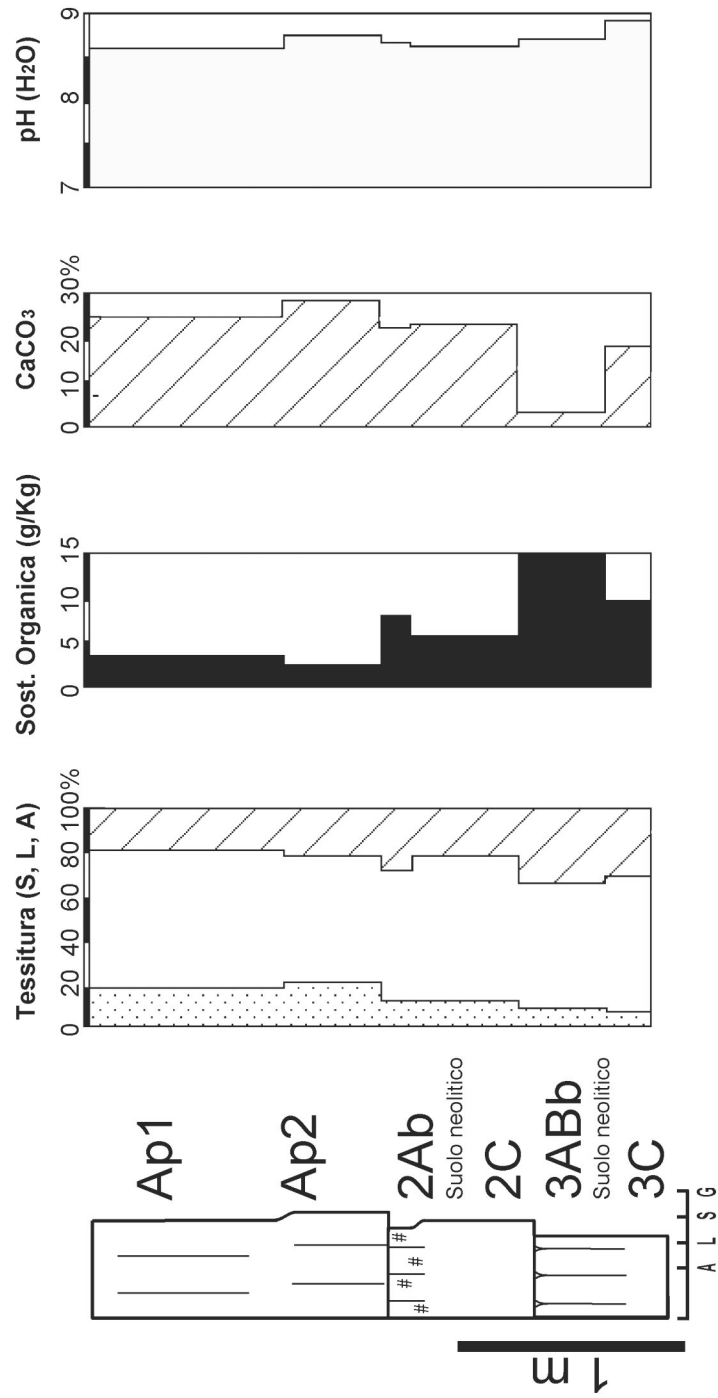 pH (H2O)
7 8 9
CaCO3
0 10 20 30%
Sost. Organica (g/Kg)
0 5 10 15
Tessitura (S, L, A)
0 20 40 60 80 100%
Ap1
Ap2
2Ab
Suolo neolitico
2C
3ABb
Suolo neolitico
3C
# # # #
A L S G
1 m